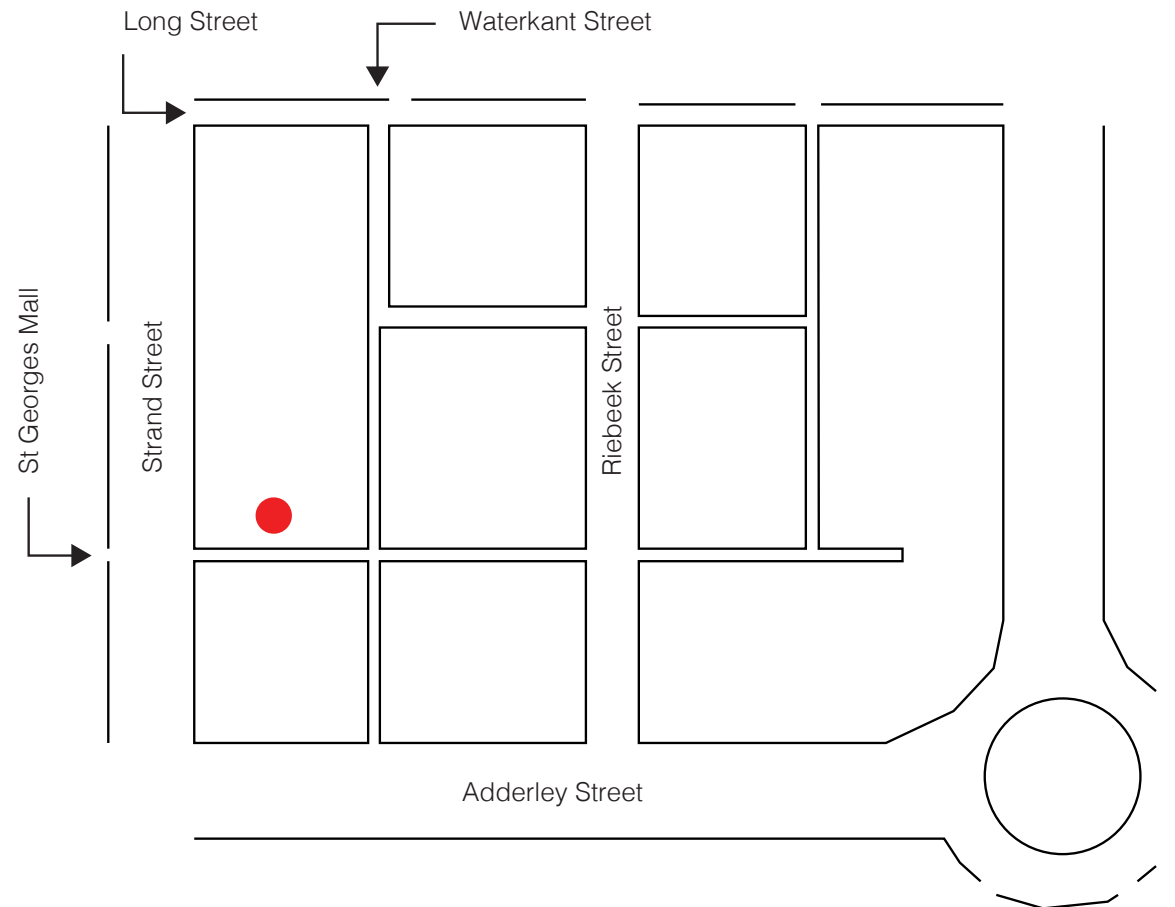 Long Street
Waterkant Street
St Georges Mall
Strand Street
Riebeek Street
Adderley Street